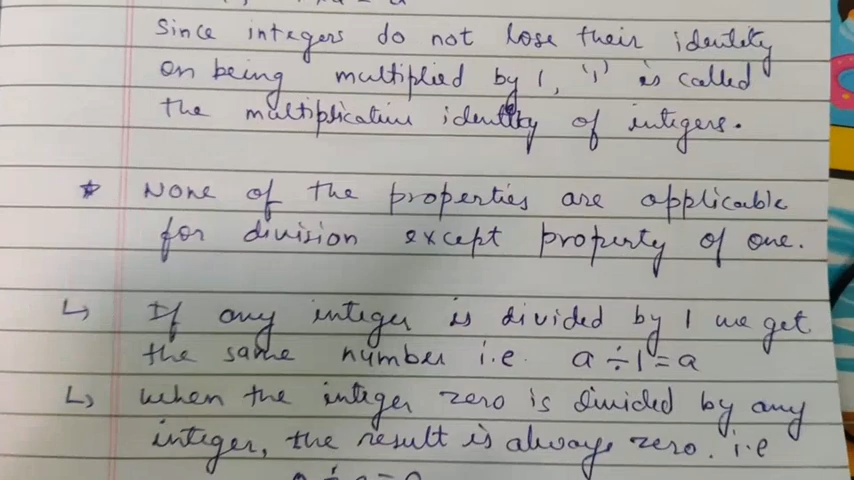 Since integers do not lose their identity
on being multiplied by 1, '1' is called
the multiplicative identity of integers.
* None of the properties are applicable
for division except property of one.
↳ If any integer is divided by 1 we get
the same number i.e. a ÷ 1 = a
↳ When the integer zero is divided by any
integer, the result is always zero. i.e